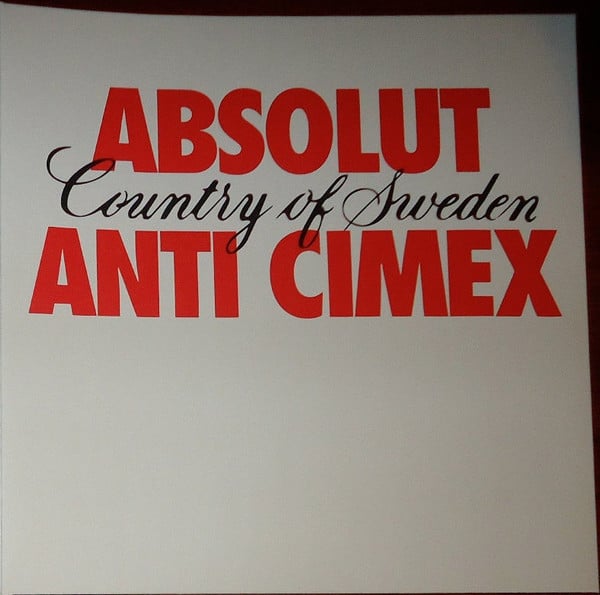 ABSOLUT
Country of Sweden
ANTI CIMEX